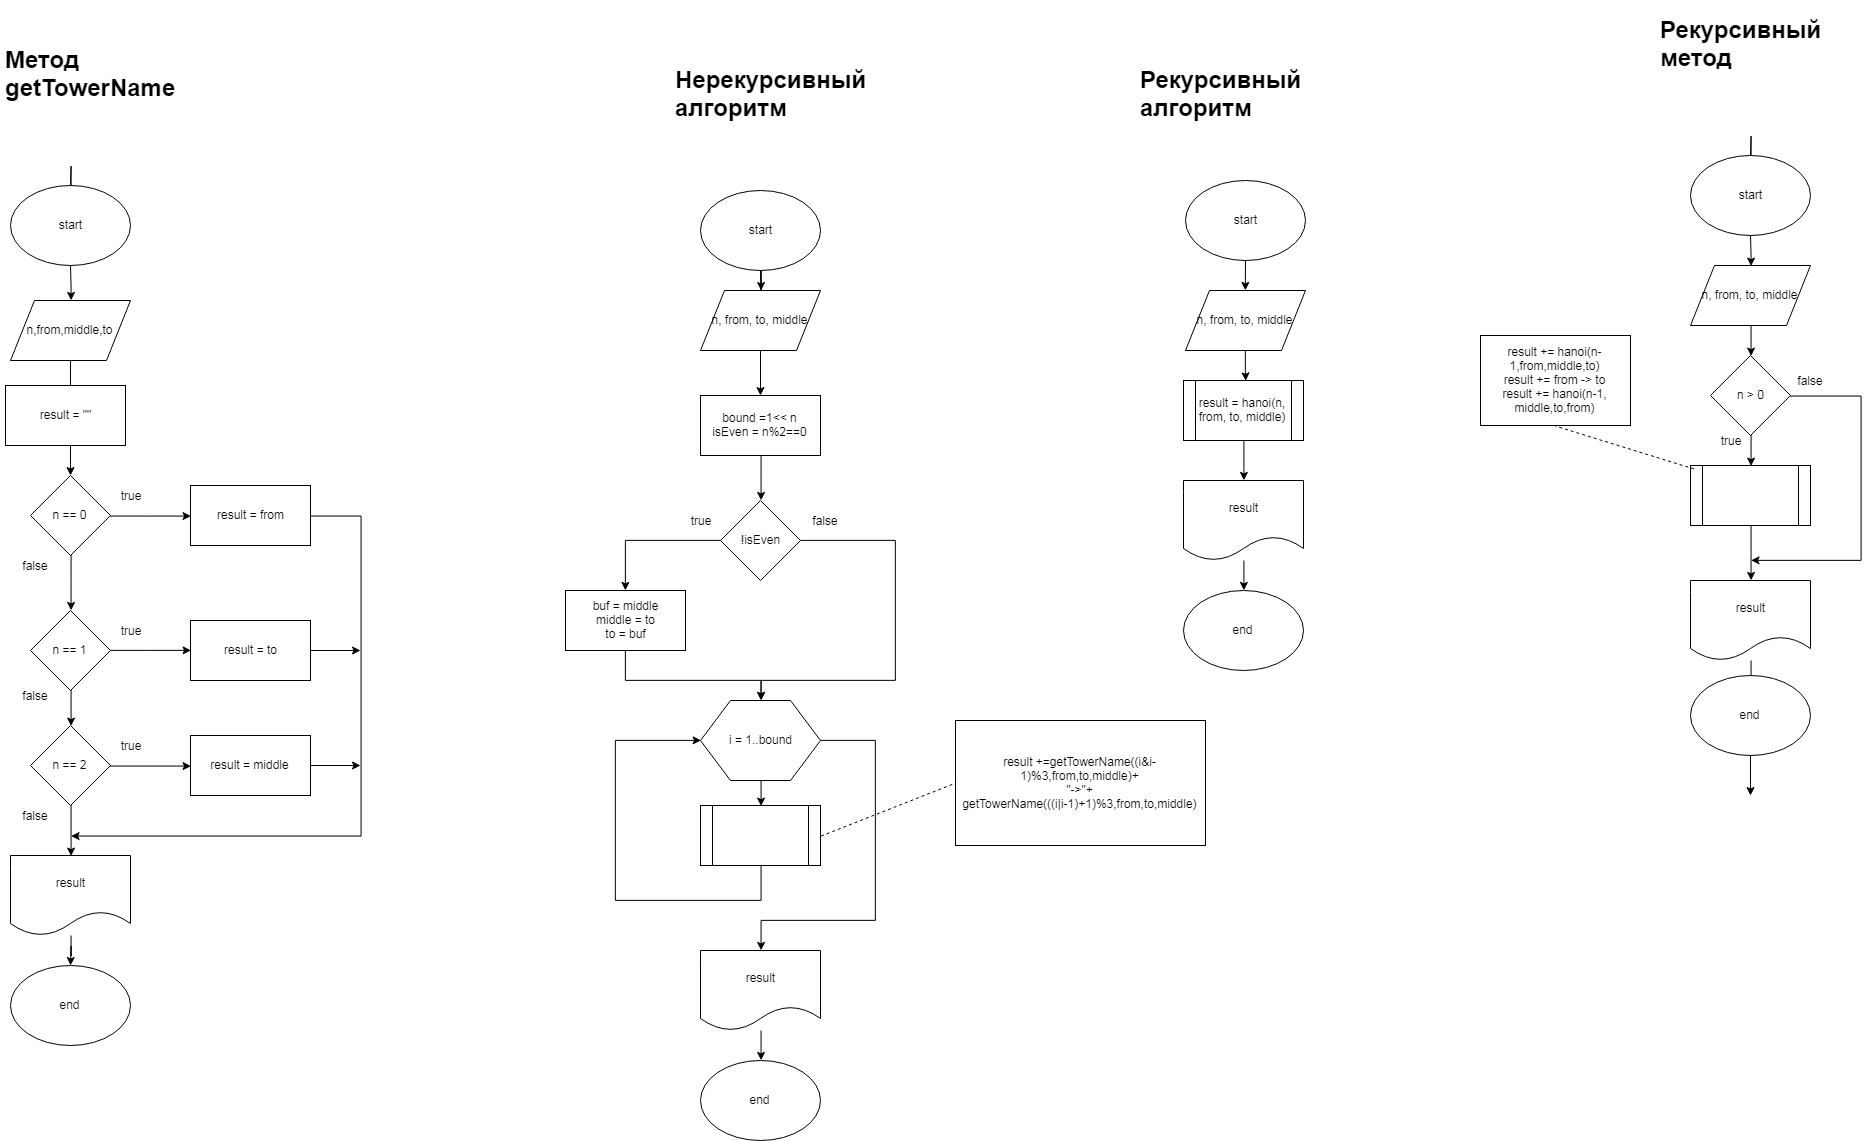 Метод
getTowerName
start
n,from,middle,to
result = ""
n == 0
true
result = from
false
n == 1
true
result = to
false
n == 2
true
result = middle
false
result
end
Нерекурсивный
алгоритм
start
n, from, to, middle
bound =1<< n
isEven = n%2==0
true
!isEven
false
buf = middle
middle = to
to = buf
i = 1..bound
result +=getTowerName((i&i-
1)%3,from,to,middle)+
"->"+
getTowerName(((i|i-1)+1)%3,from,to,middle)
result
end
Рекурсивный
алгоритм
start
n, from, to, middle
result = hanoi(n,
from, to, middle)
result
end
Рекурсивный
метод
start
n, from, to, middle
n > 0
false
true
result += hanoi(n-
1,from,middle,to)
result += from -> to
result += hanoi(n-1,
middle,to,from)
result
end